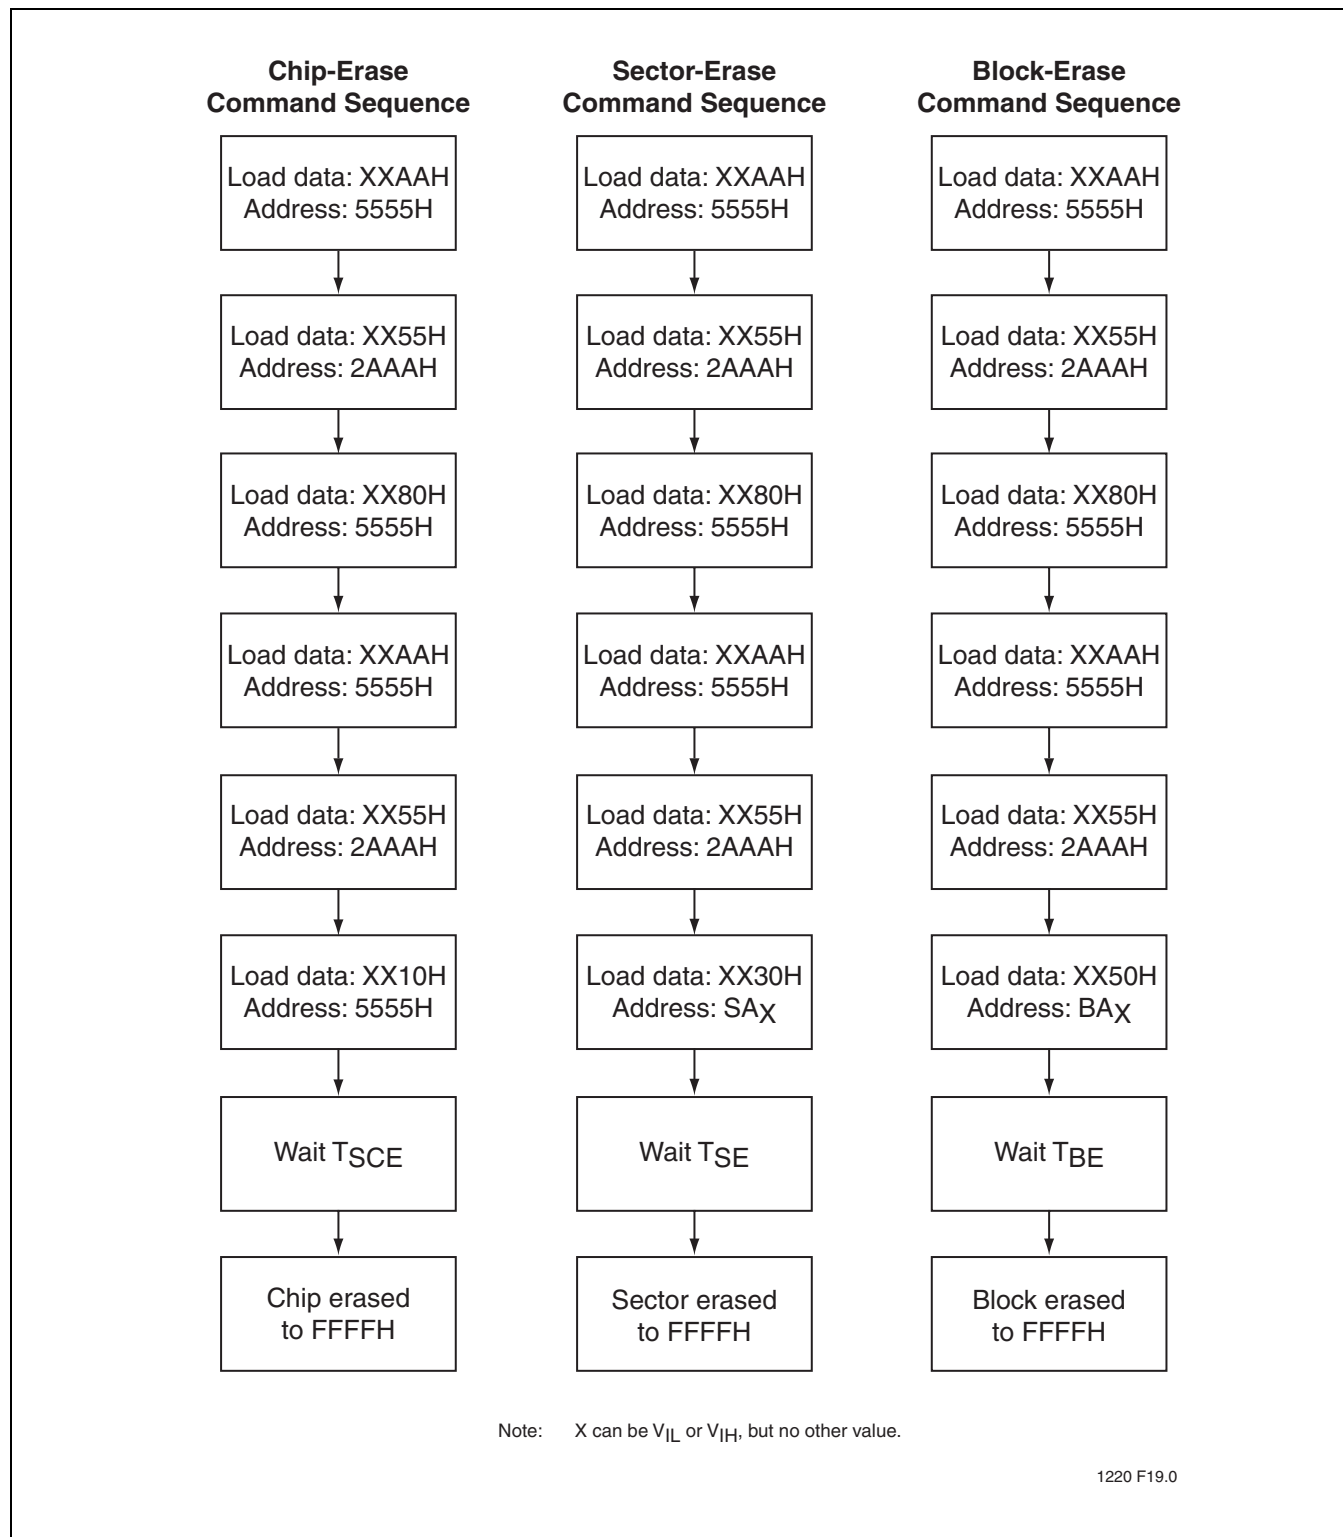 Chip-Erase
Command Sequence
Load data: XXAAH
Address: 5555H
Load data: XX55H
Address: 2AAAH
Load data: XX80H
Address: 5555H
Load data: XXAAH
Address: 5555H
Load data: XX55H
Address: 2AAAH
Load data: XX10H
Address: 5555H
Wait TSCE
Chip erased
to FFFFH
Sector-Erase
Command Sequence
Load data: XXAAH
Address: 5555H
Load data: XX55H
Address: 2AAAH
Load data: XX80H
Address: 5555H
Load data: XXAAH
Address: 5555H
Load data: XX55H
Address: 2AAAH
Load data: XX30H
Address: SAX
Wait TSE
Sector erased
to FFFFH
Block-Erase
Command Sequence
Load data: XXAAH
Address: 5555H
Load data: XX55H
Address: 2AAAH
Load data: XX80H
Address: 5555H
Load data: XXAAH
Address: 5555H
Load data: XX55H
Address: 2AAAH
Load data: XX50H
Address: BAX
Wait TBE
Block erased
to FFFFH
Note: X can be VIL or VIH, but no other value.
1220 F19.0